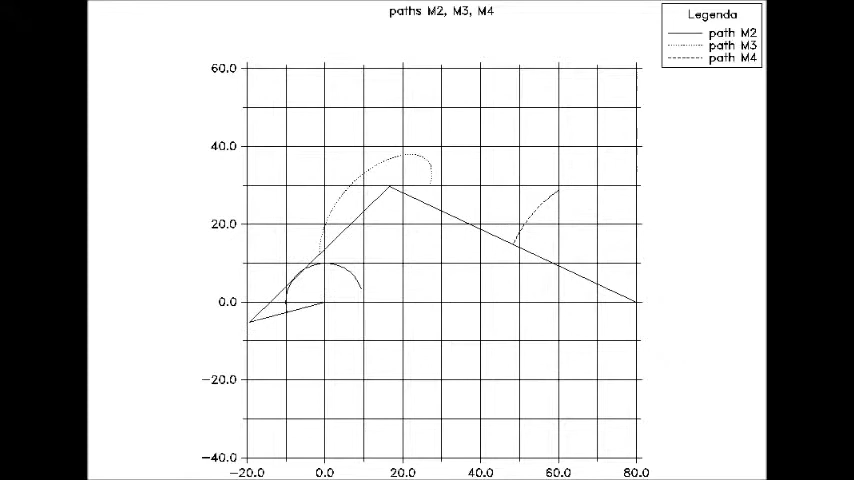 paths M2, M3, M4
Legenda
path M2
path M3
path M4
60.0
40.0
20.0
0.0
−20.0
−40.0
−20.0 0.0 20.0 40.0 60.0 80.0